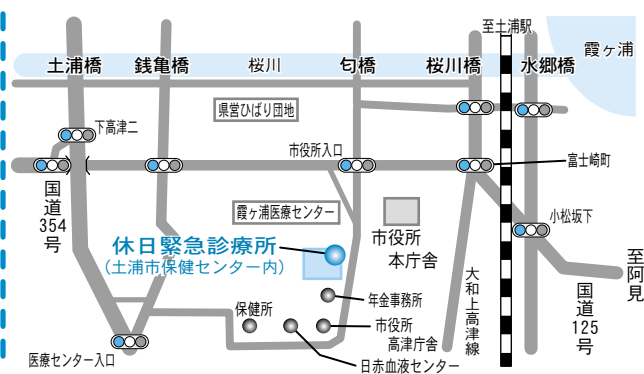 至土浦駅
霞ヶ浦
土浦橋
銭亀橋
桜川
匂橋
桜川橋
水郷橋
県営ひばり団地
下高津二
市役所入口
富士崎町
国道354号
霞ヶ浦医療センター
市役所
本庁舎
小松坂下
休日緊急診療所
(土浦市保健センター内)
至阿見
大和上高津線
国道125号
年金事務所
保健所
市役所
高津庁舎
医療センター入口
日赤血液センター